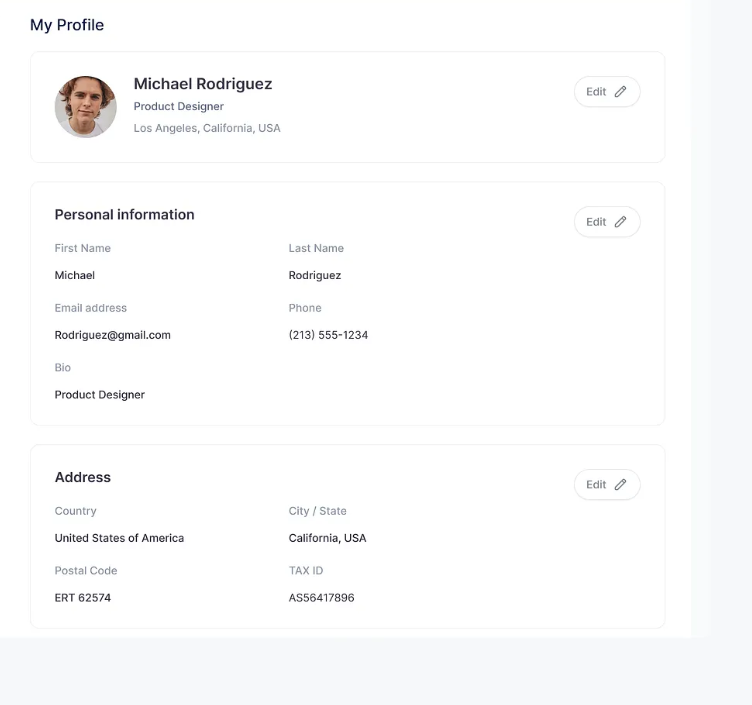 My Profile
Michael Rodriguez
Product Designer
Los Angeles, California, USA
Edit
Personal information
Edit
First Name
Last Name
Michael
Rodriguez
Email address
Phone
Rodriguez@gmail.com
(213) 555-1234
Bio
Product Designer
Address
Edit
Country
City / State
United States of America
California, USA
Postal Code
TAX ID
ERT 62574
AS56417896